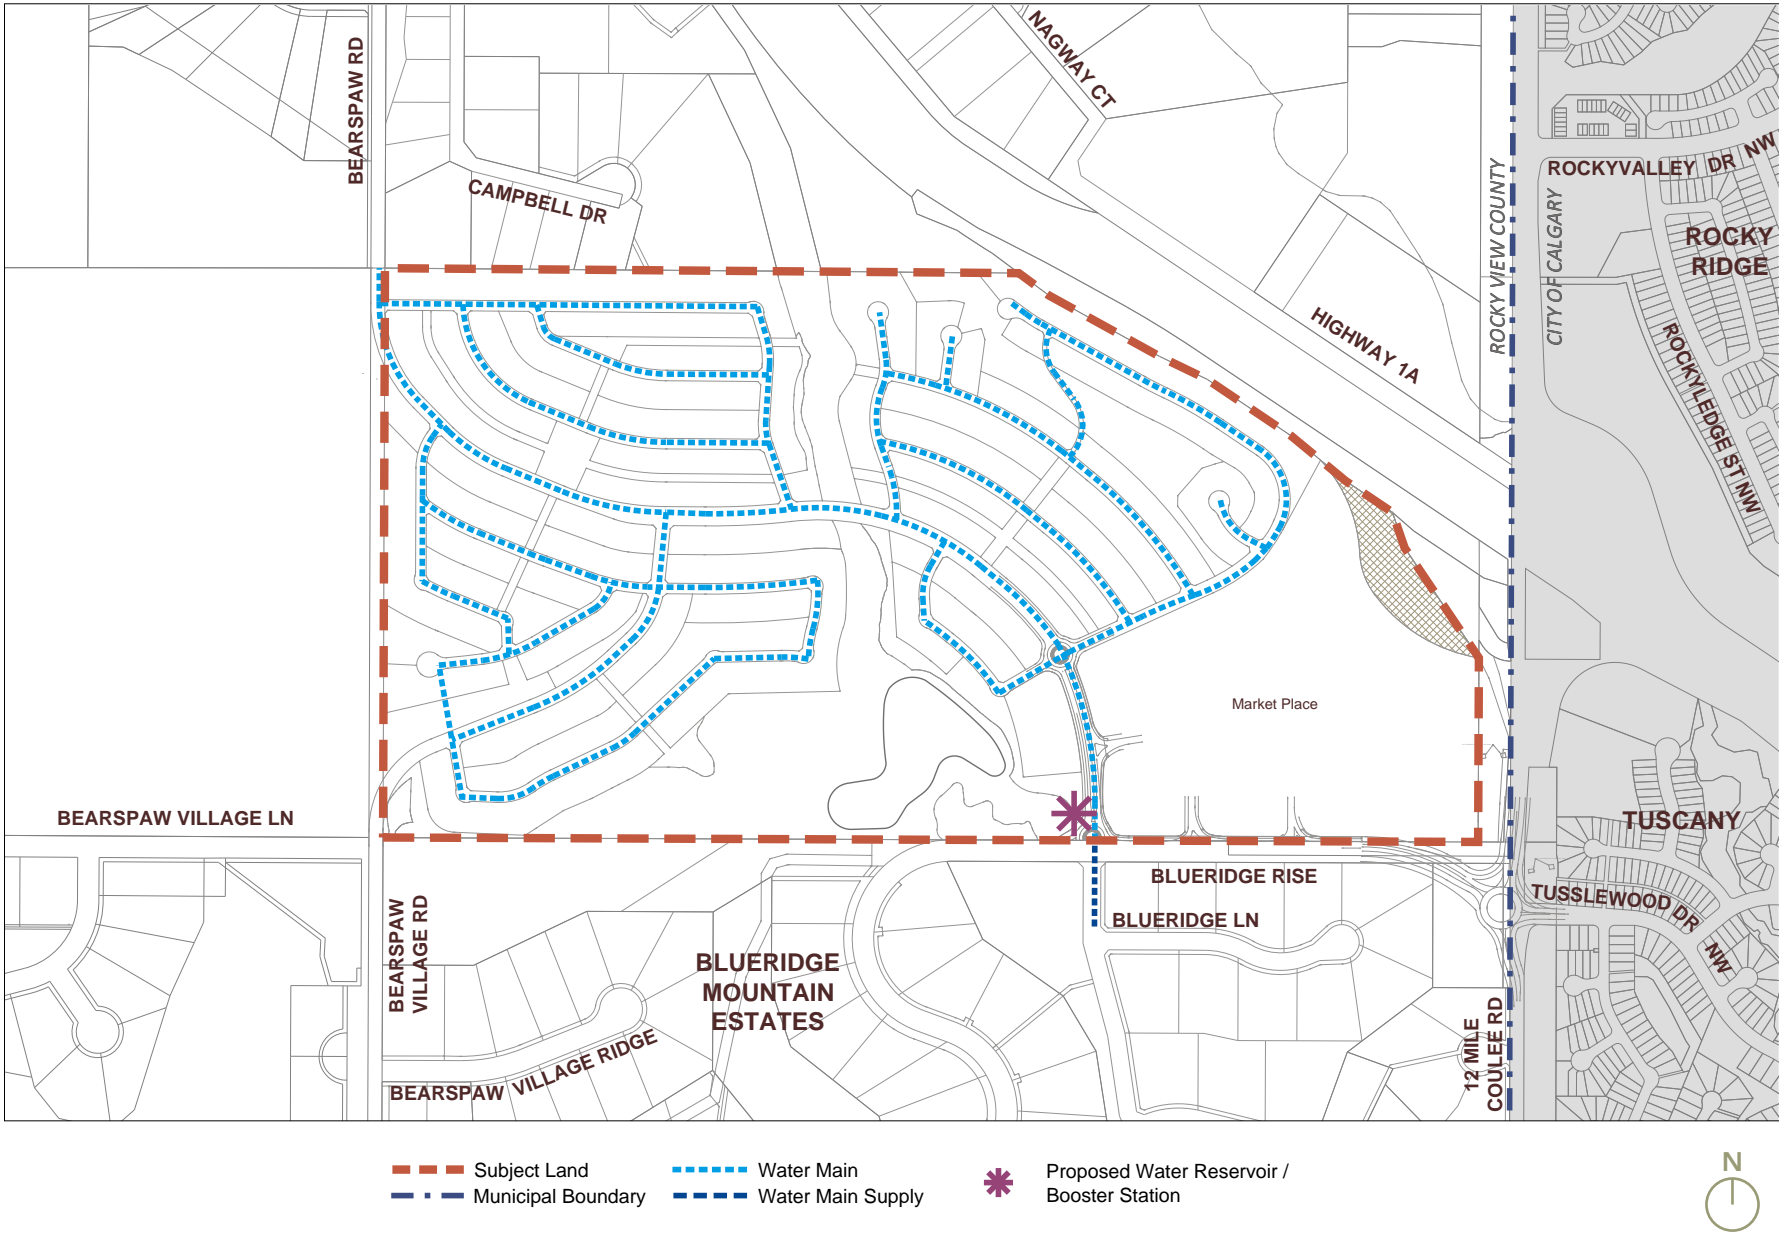 NAGWAY CT
BEARSPAW RD
CAMPBELL DR
ROCKYVALLEY DR NW
ROCKY VIEW COUNTY
CITY OF CALGARY
ROCKY
RIDGE
HIGHWAY 1A
ROCKYLEDGE ST NW
Market Place
BEARSPAW VILLAGE LN
TUSCANY
BLUERIDGE RISE
TUSSLEWOOD DR NW
BLUERIDGE LN
BEARSPAW
VILLAGE RD
BLUERIDGE
MOUNTAIN
ESTATES
12 MILE
COULEE RD
BEARSPAW VILLAGE RIDGE
Subject Land
Municipal Boundary
Water Main
Water Main Supply
Proposed Water Reservoir /
Booster Station
N